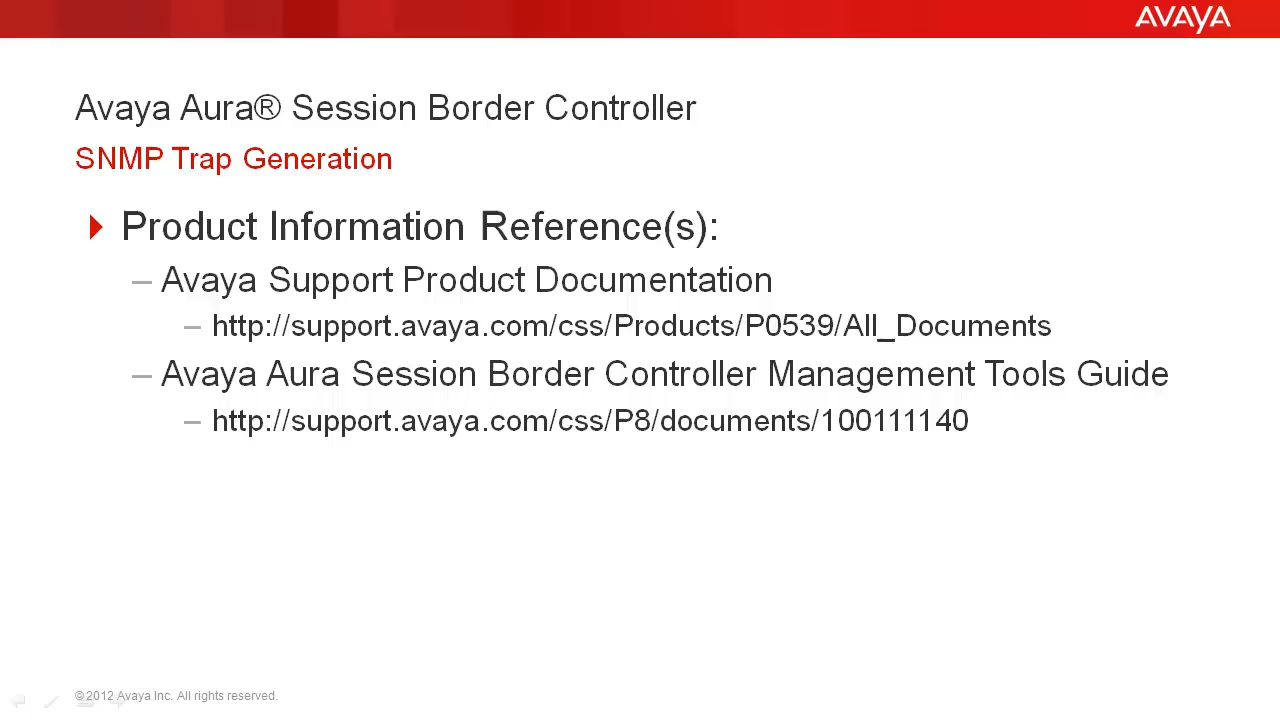 AVAYA
Avaya Aura® Session Border Controller
SNMP Trap Generation
Product Information Reference(s):
– Avaya Support Product Documentation
– http://support.avaya.com/css/Products/P0539/All_Documents
– Avaya Aura Session Border Controller Management Tools Guide
– http://support.avaya.com/css/P8/documents/100111140
©2012 Avaya Inc. All rights reserved.